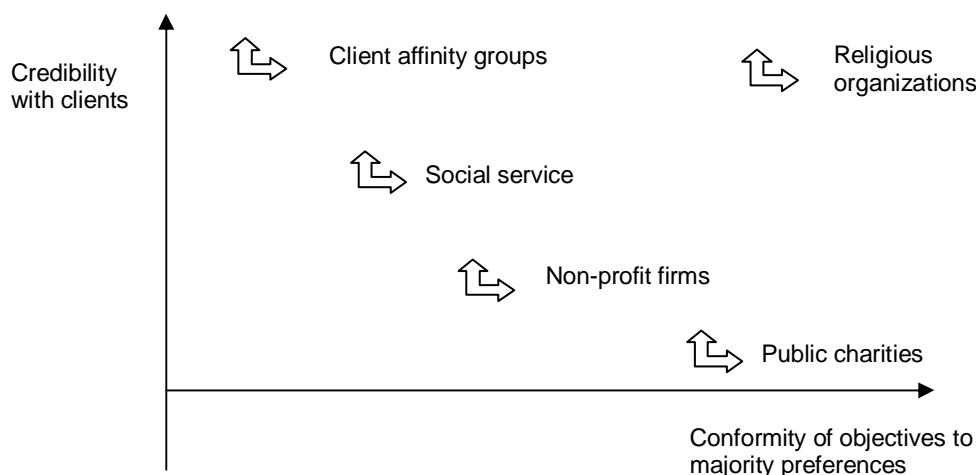 Credibility
with clients
Client affinity groups
Religious
organizations
Social service
Non-profit firms
Public charities
Conformity of objectives to
majority preferences